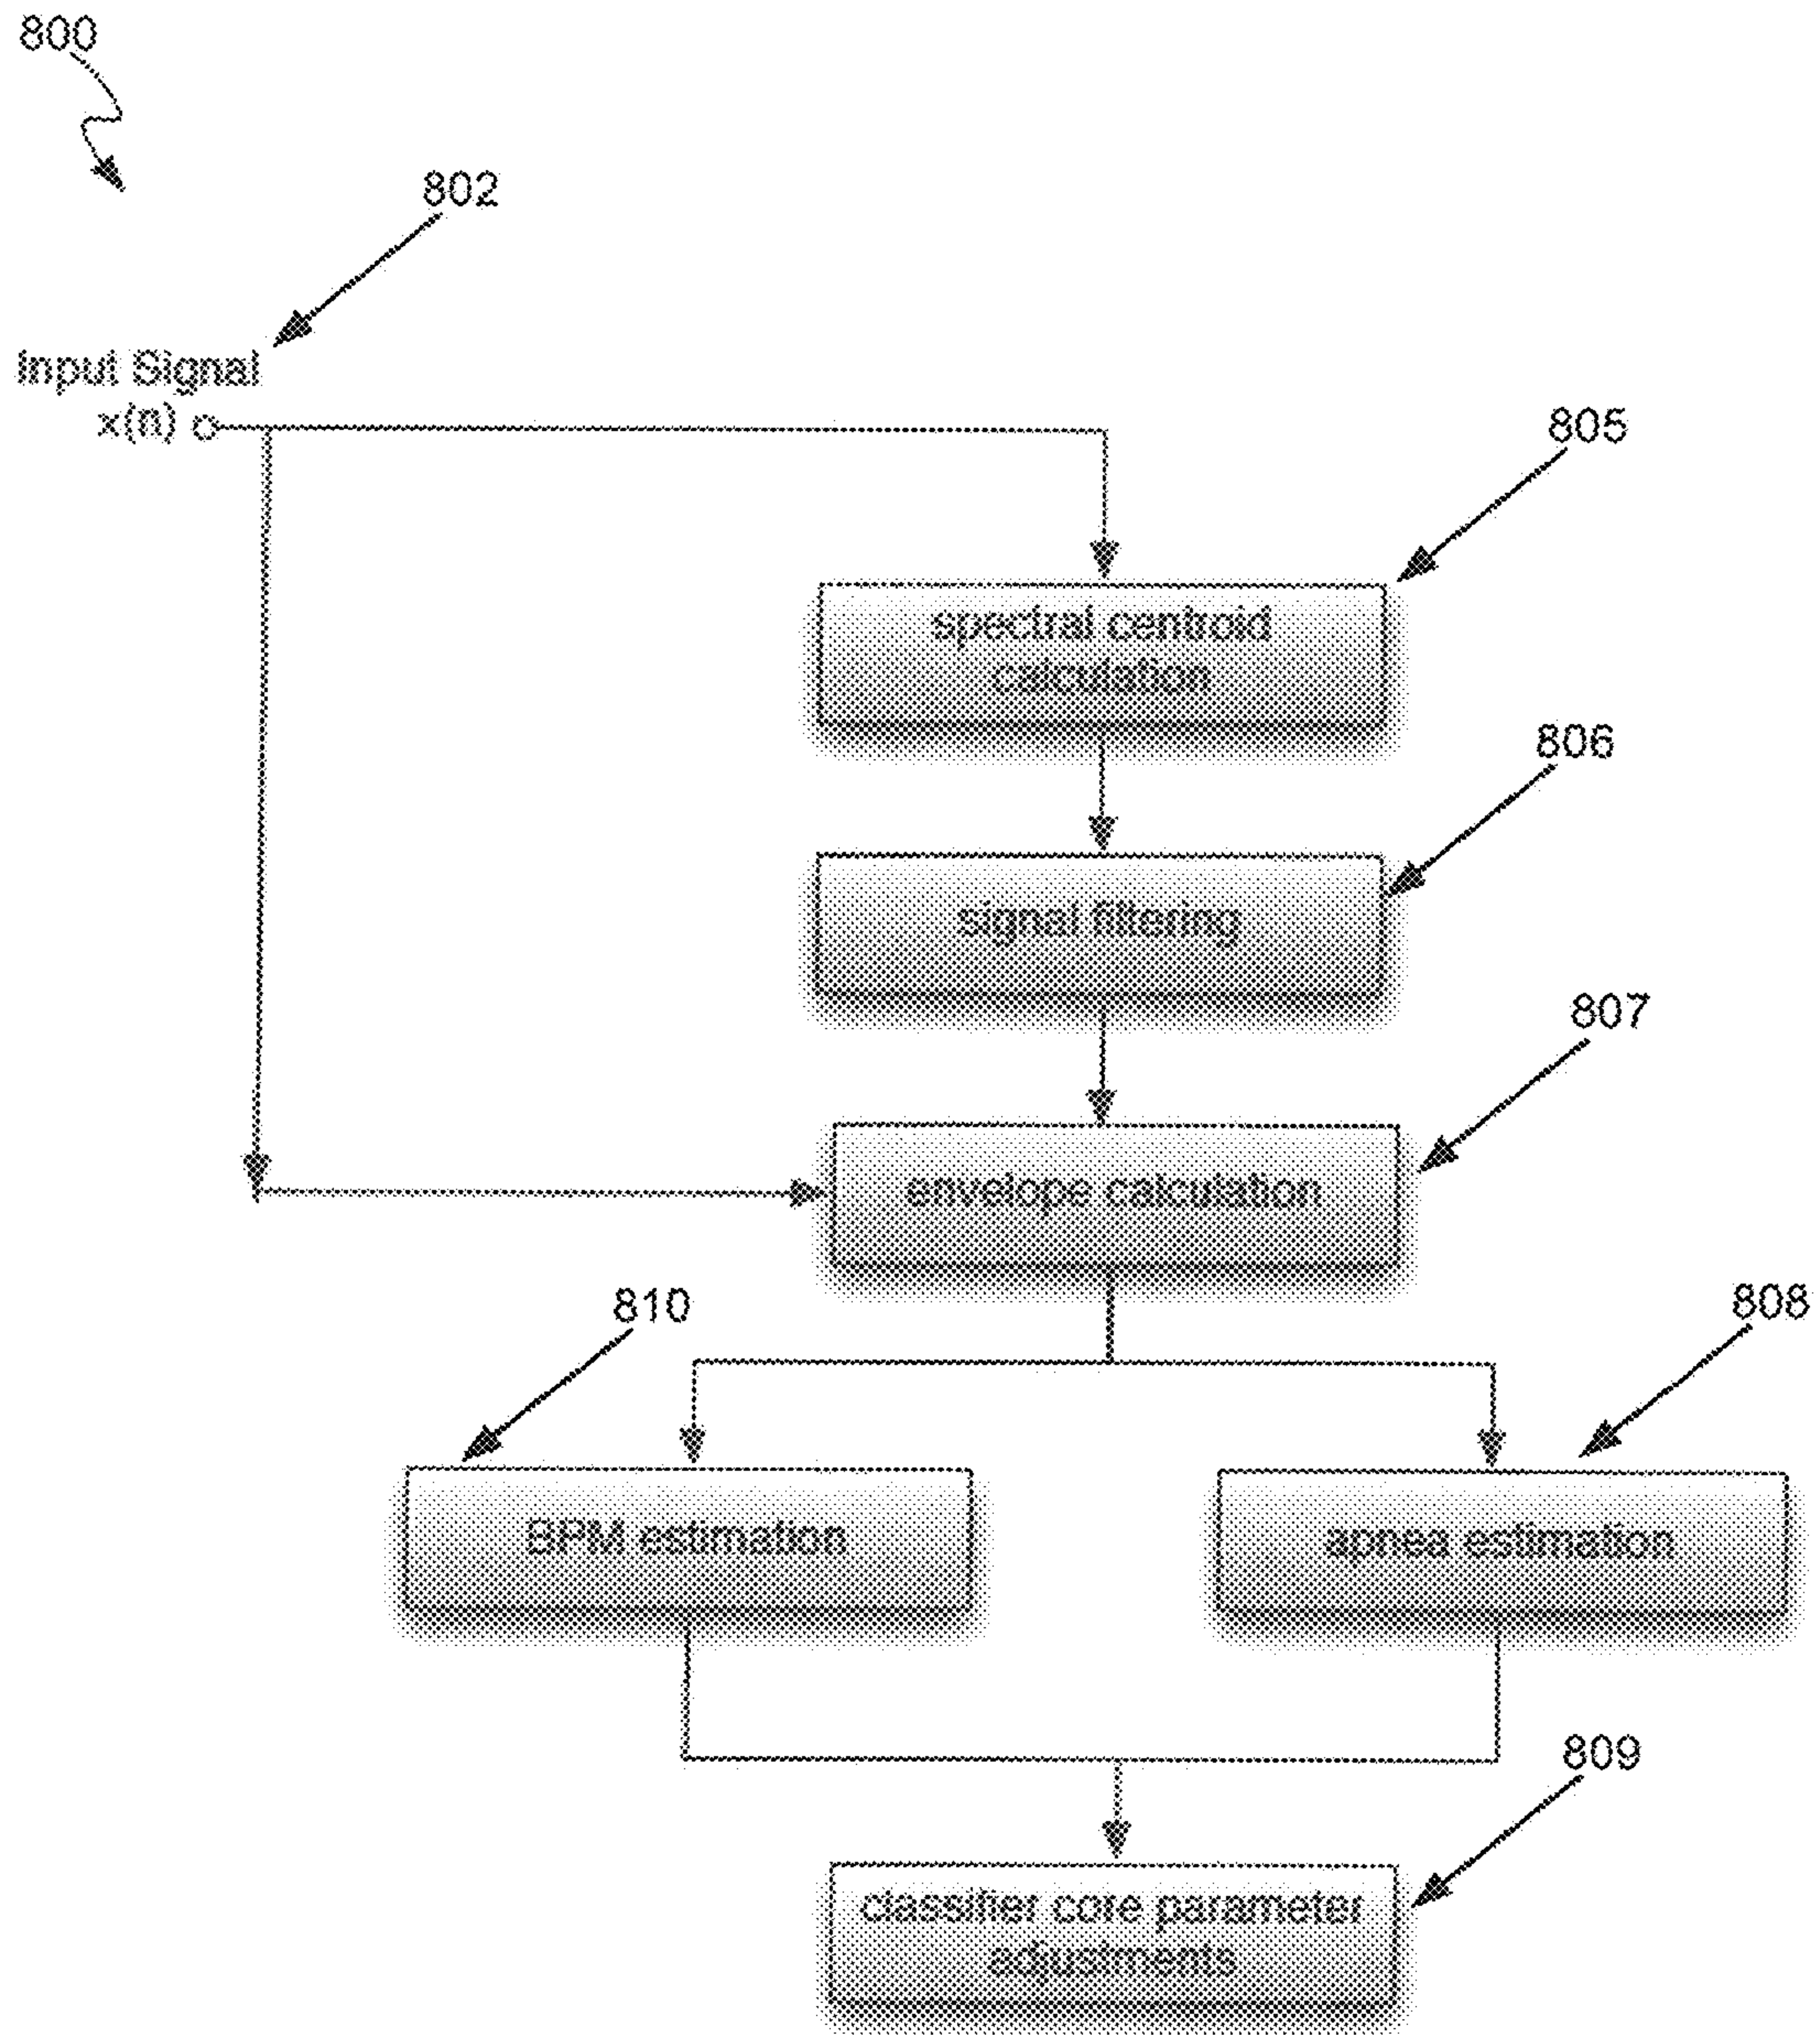 800
802
Input Signal
x(n)
805
spectral centroid
calculation
806
signal filtering
807
envelope calculation
810
808
BPM estimation
apnea estimation
809
classifier core parameter
adjustments